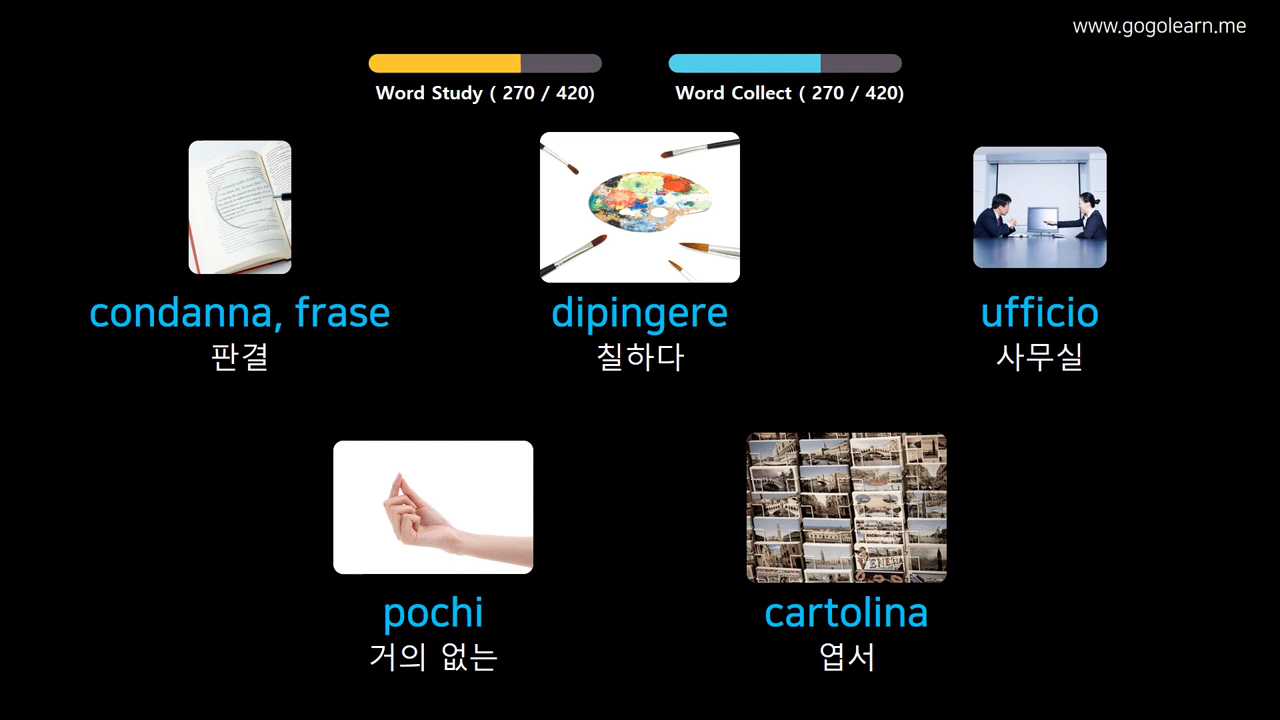 www.gogolearn.me
Word Study ( 270 / 420)
Word Collect ( 270 / 420)
condanna, frase
판결
dipingere
칠하다
ufficio
사무실
pochi
거의 없는
cartolina
엽서